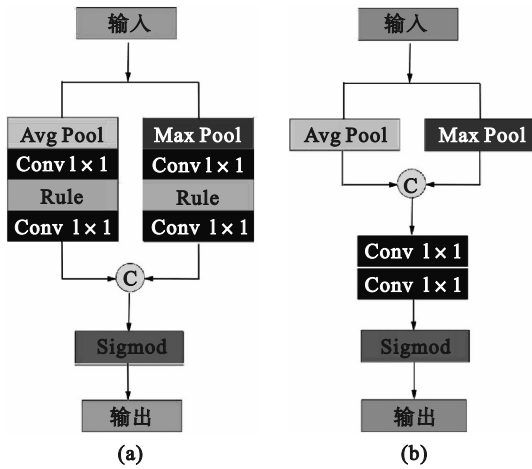 输入
Avg Pool
Conv 1×1
Rule
Conv 1×1
Max Pool
Conv 1×1
Rule
Conv 1×1
C
Sigmod
输出
(a)
输入
Avg Pool
Max Pool
C
Conv 1×1
Conv 1×1
Sigmod
输出
(b)